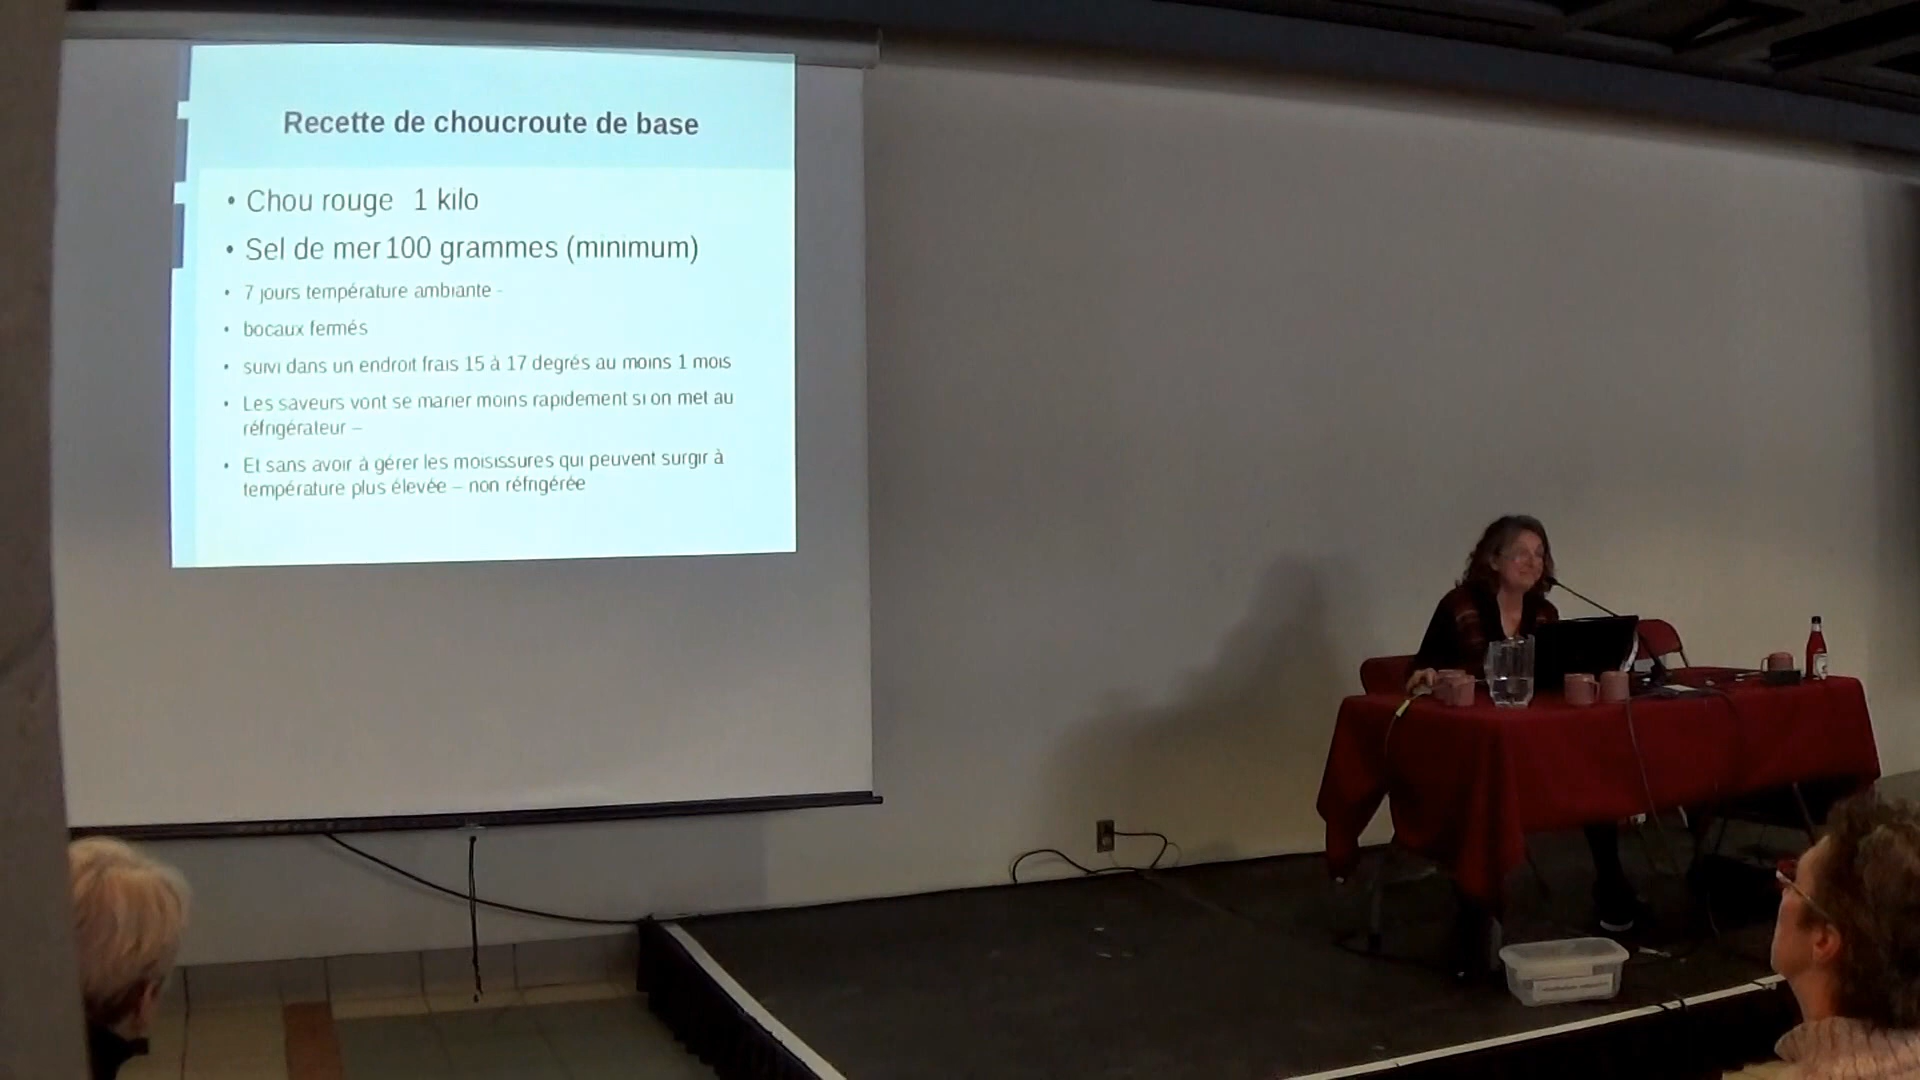 Recette de choucroute de base
• Chou rouge 1 kilo
• Sel de mer 100 grammes (minimum)
• 7 jours température ambiante -
• bocaux fermés
• suivi dans un endroit frais 15 à 17 degrés au moins 1 mois
• Les saveurs vont se marier moins rapidement si on met au
réfrigérateur –
• Et sans avoir à gérer les moisissures qui peuvent surgir à
température plus élevée – non réfrigérée